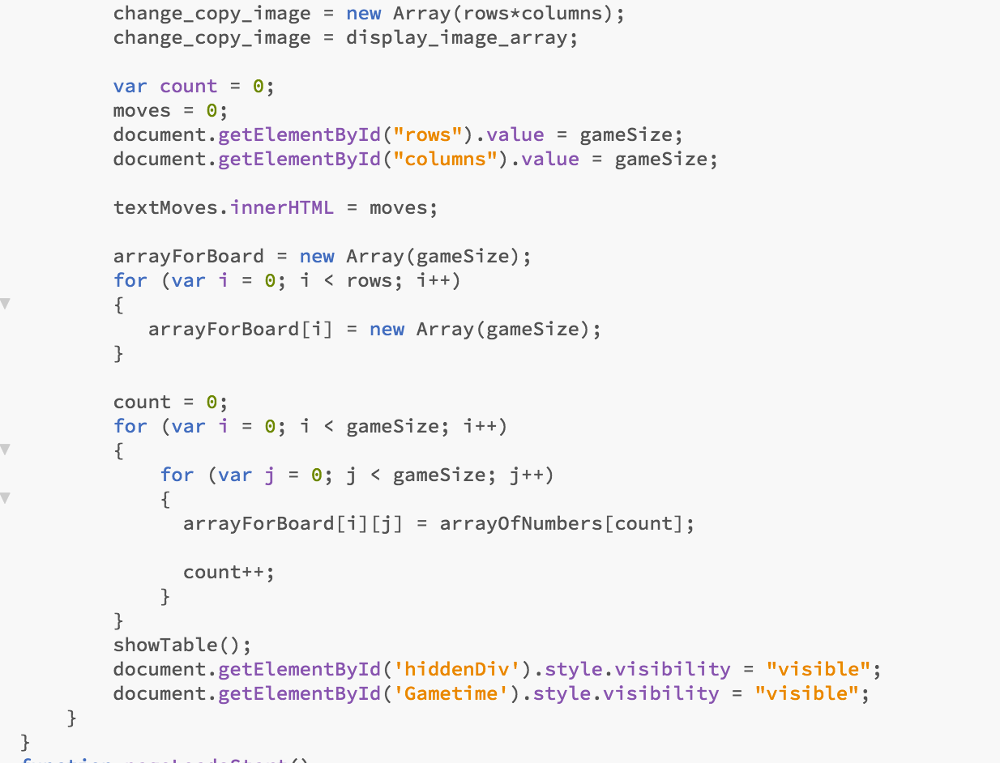 change_copy_image = new Array(rows*columns);
change_copy_image = display_image_array;
var count = 0;
moves = 0;
document.getElementById("rows").value = gameSize;
document.getElementById("columns").value = gameSize;
textMoves.innerHTML = moves;
arrayForBoard = new Array(gameSize);
for (var i = 0; i < rows; i++)
{
arrayForBoard[i] = new Array(gameSize);
}
count = 0;
for (var i = 0; i < gameSize; i++)
{
for (var j = 0; j < gameSize; j++)
{
arrayForBoard[i][j] = arrayOfNumbers[count];
count++;
}
}
showTable();
document.getElementById('hiddenDiv').style.visibility = "visible";
document.getElementById('Gametime').style.visibility = "visible";
}
}